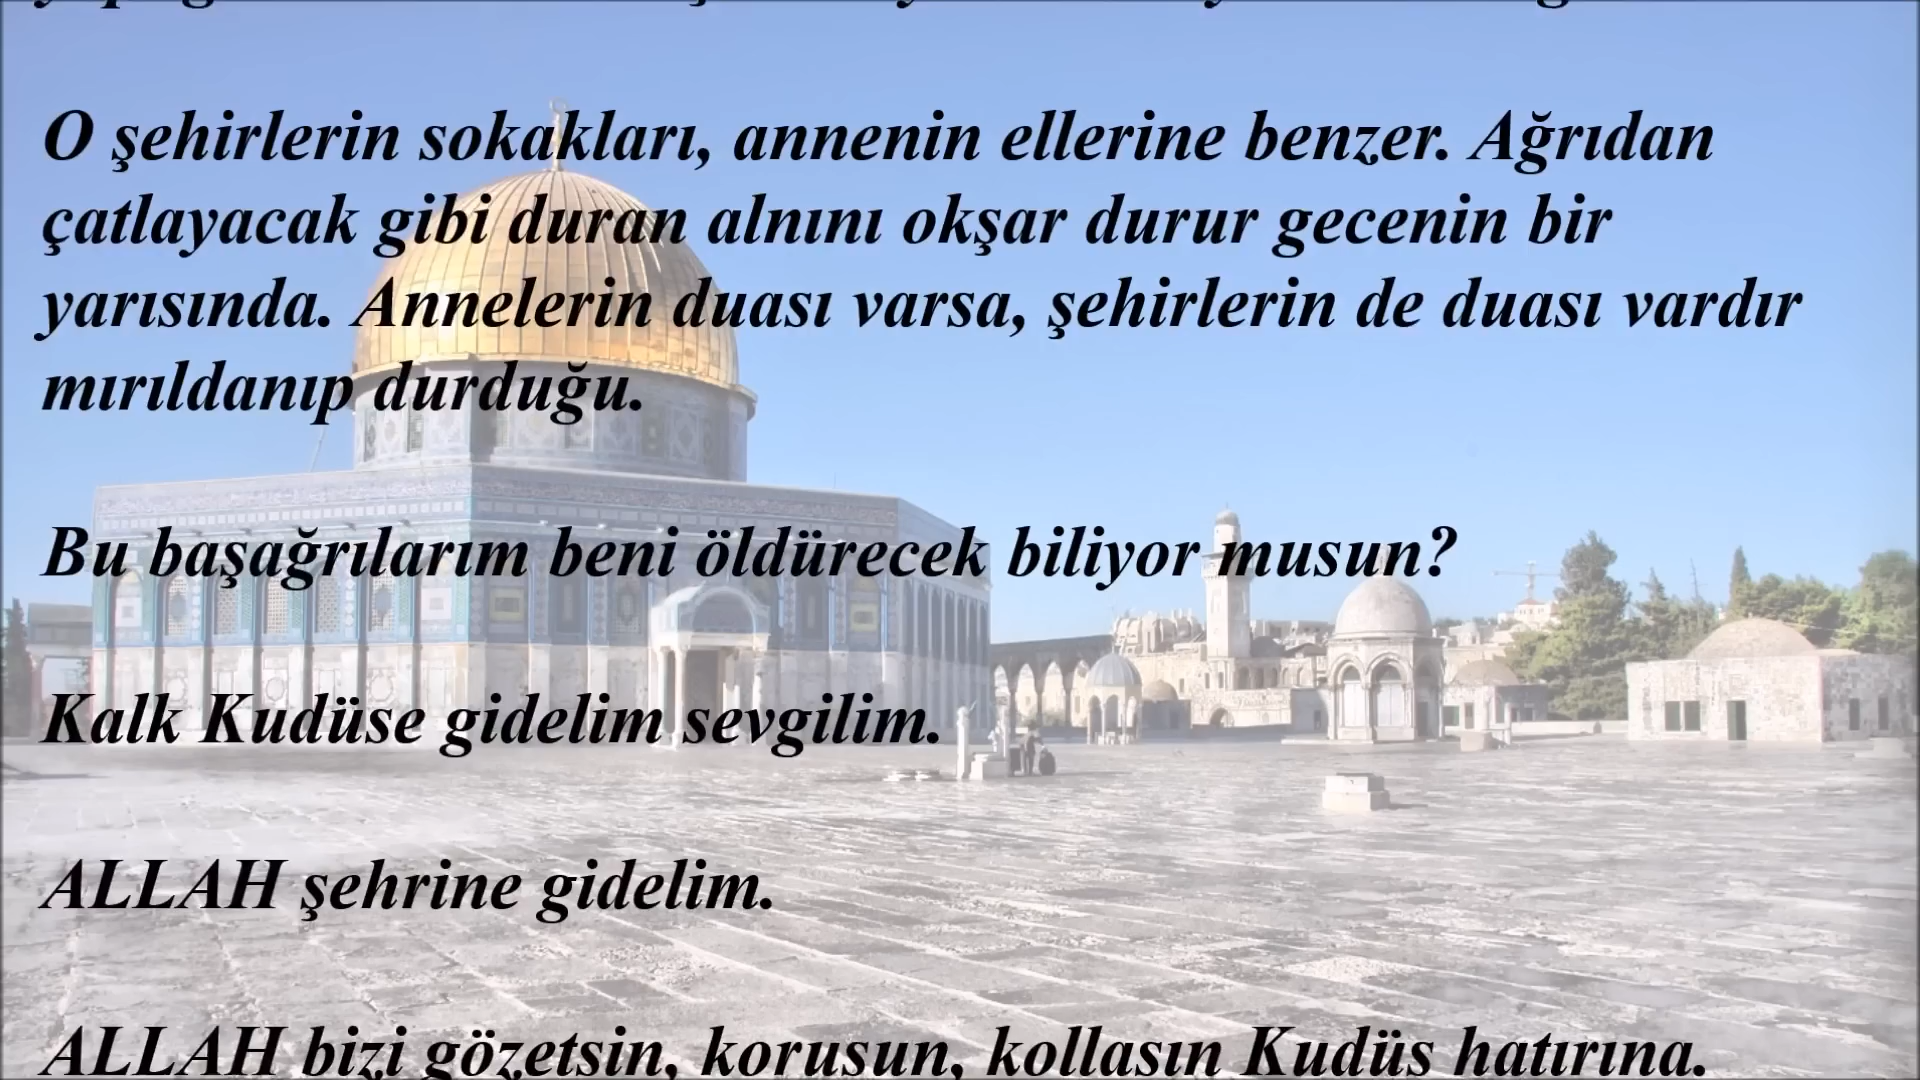 O şehirlerin sokakları, annenin ellerine benzer. Ağrıdan
çatlayacak gibi duran alnını okşar durur gecenin bir
yarısında. Annelerin duası varsa, şehirlerin de duası vardır
mırıldanıp durduğu.
Bu başağrılarım beni öldürecek biliyor musun?
Kalk Kudüse gidelim sevgilim.
ALLAH şehrine gidelim.
ALLAH bizi gözetsin, korusun, kollasın Kudüs hatırına.